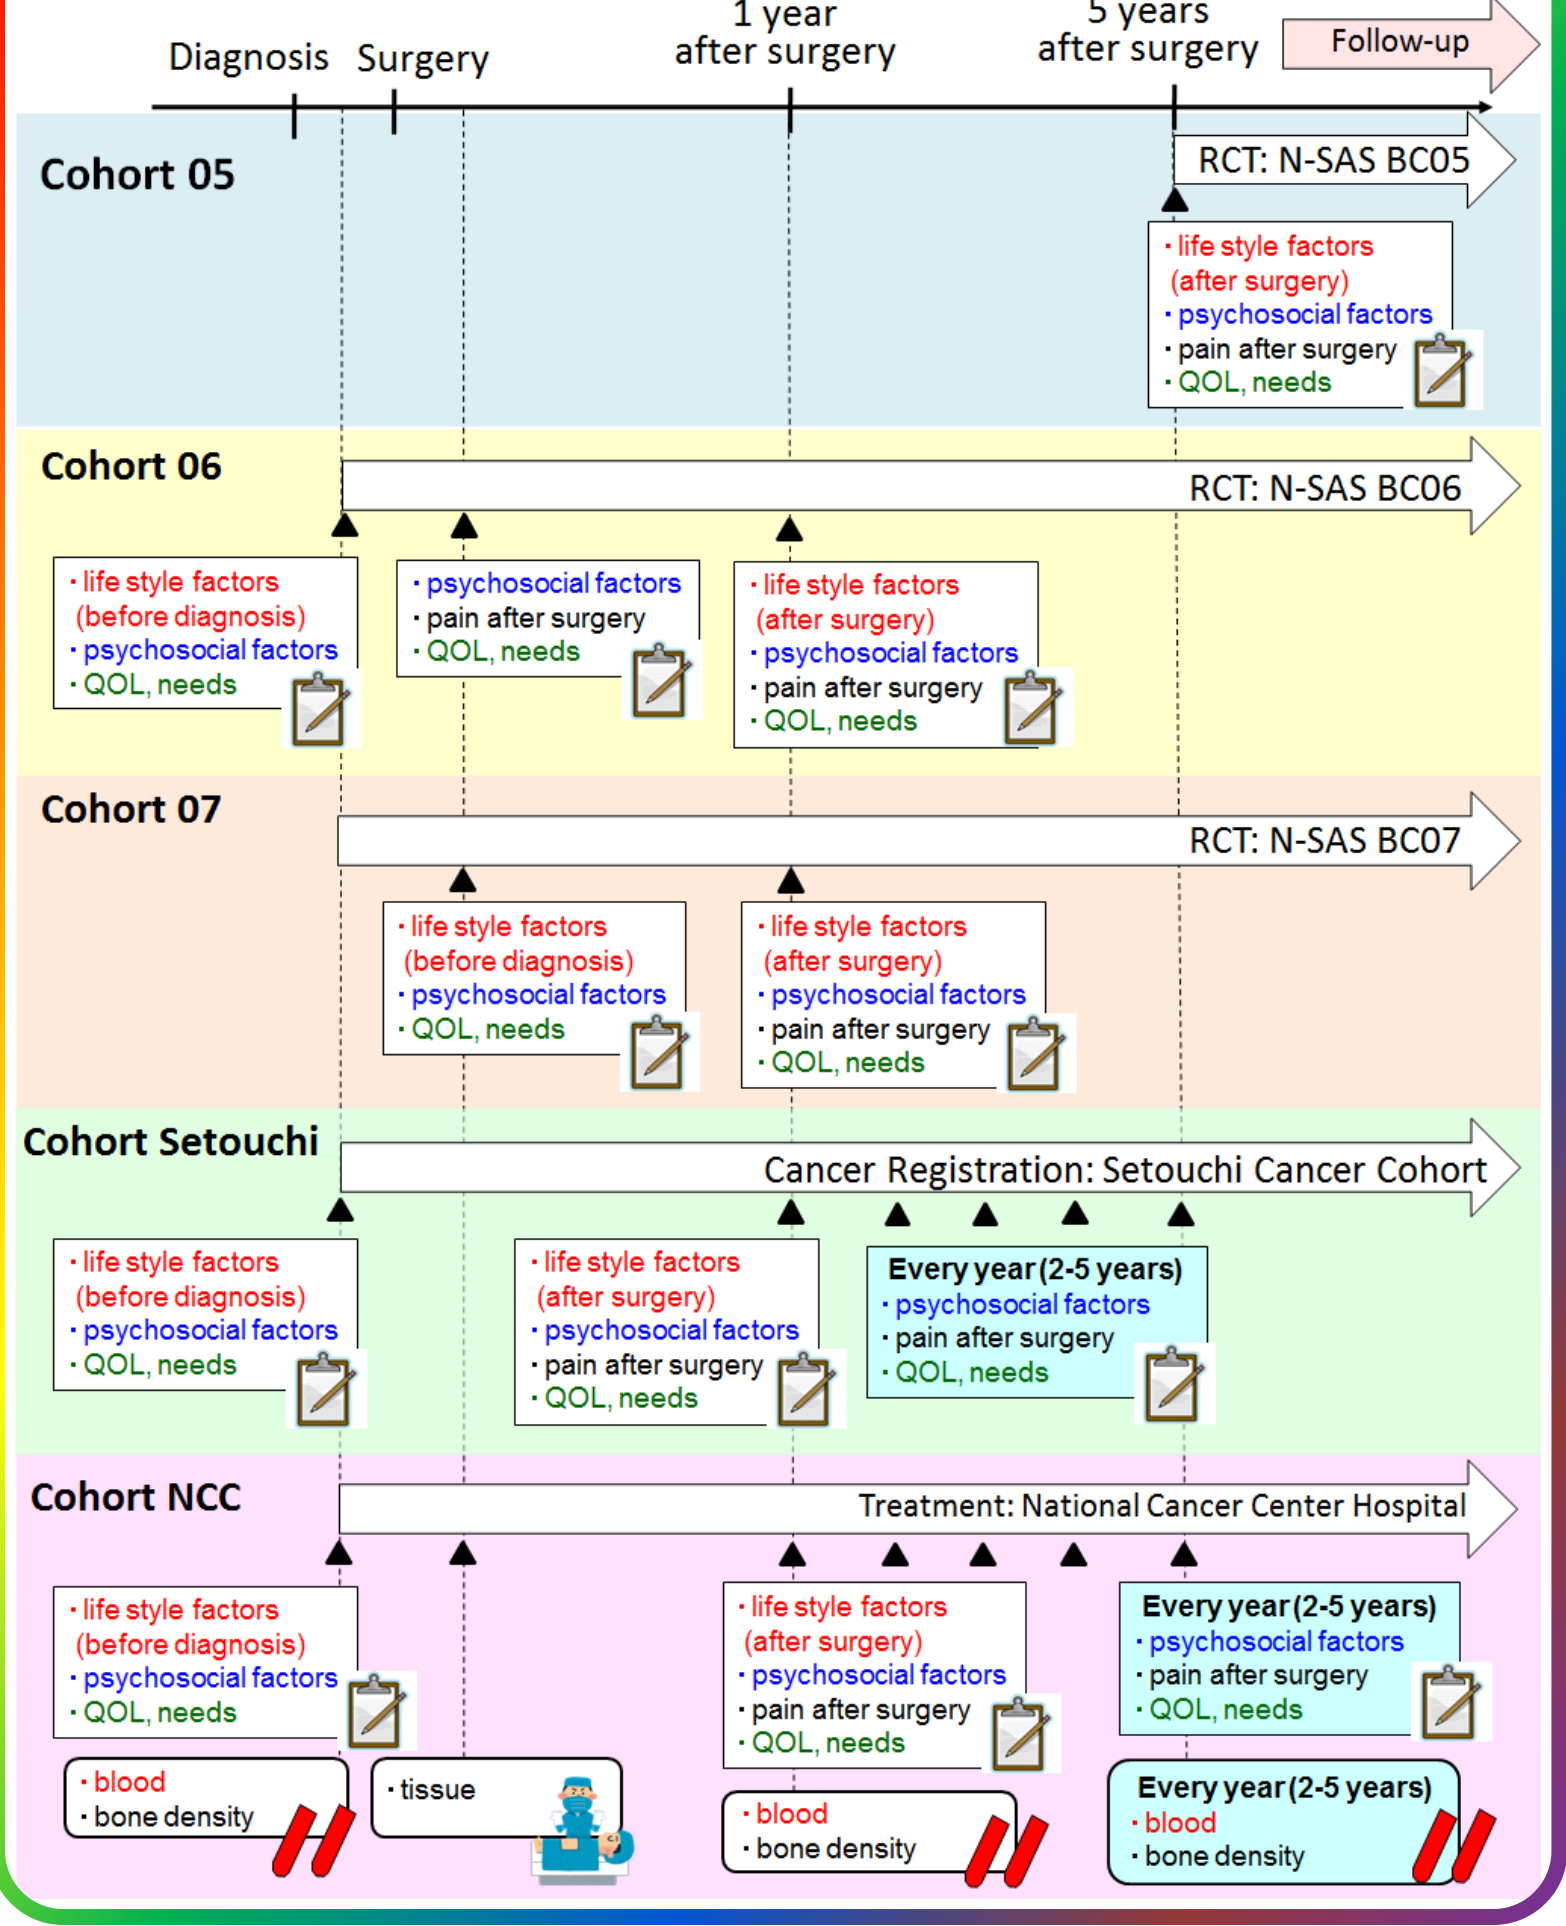 1 year
after surgery
5 years
after surgery
Follow-up
Diagnosis
Surgery
Cohort 05
RCT: N-SAS BC05
・life style factors
(after surgery)
・psychosocial factors
・pain after surgery
・QOL, needs
Cohort 06
RCT: N-SAS BC06
・life style factors
(before diagnosis)
・psychosocial factors
・QOL, needs
・psychosocial factors
・pain after surgery
・QOL, needs
・life style factors
(after surgery)
・psychosocial factors
・pain after surgery
・QOL, needs
Cohort 07
RCT: N-SAS BC07
・life style factors
(before diagnosis)
・psychosocial factors
・QOL, needs
・life style factors
(after surgery)
・psychosocial factors
・pain after surgery
・QOL, needs
Cohort Setouchi
Cancer Registration: Setouchi Cancer Cohort
・life style factors
(before diagnosis)
・psychosocial factors
・QOL, needs
・life style factors
(after surgery)
・psychosocial factors
・pain after surgery
・QOL, needs
Every year (2-5 years)
・psychosocial factors
・pain after surgery
・QOL, needs
Cohort NCC
Treatment: National Cancer Center Hospital
・life style factors
(before diagnosis)
・psychosocial factors
・QOL, needs
・blood
・bone density
・tissue
・life style factors
(after surgery)
・psychosocial factors
・pain after surgery
・QOL, needs
・blood
・bone density
Every year (2-5 years)
・psychosocial factors
・pain after surgery
・QOL, needs
Every year (2-5 years)
・blood
・bone density